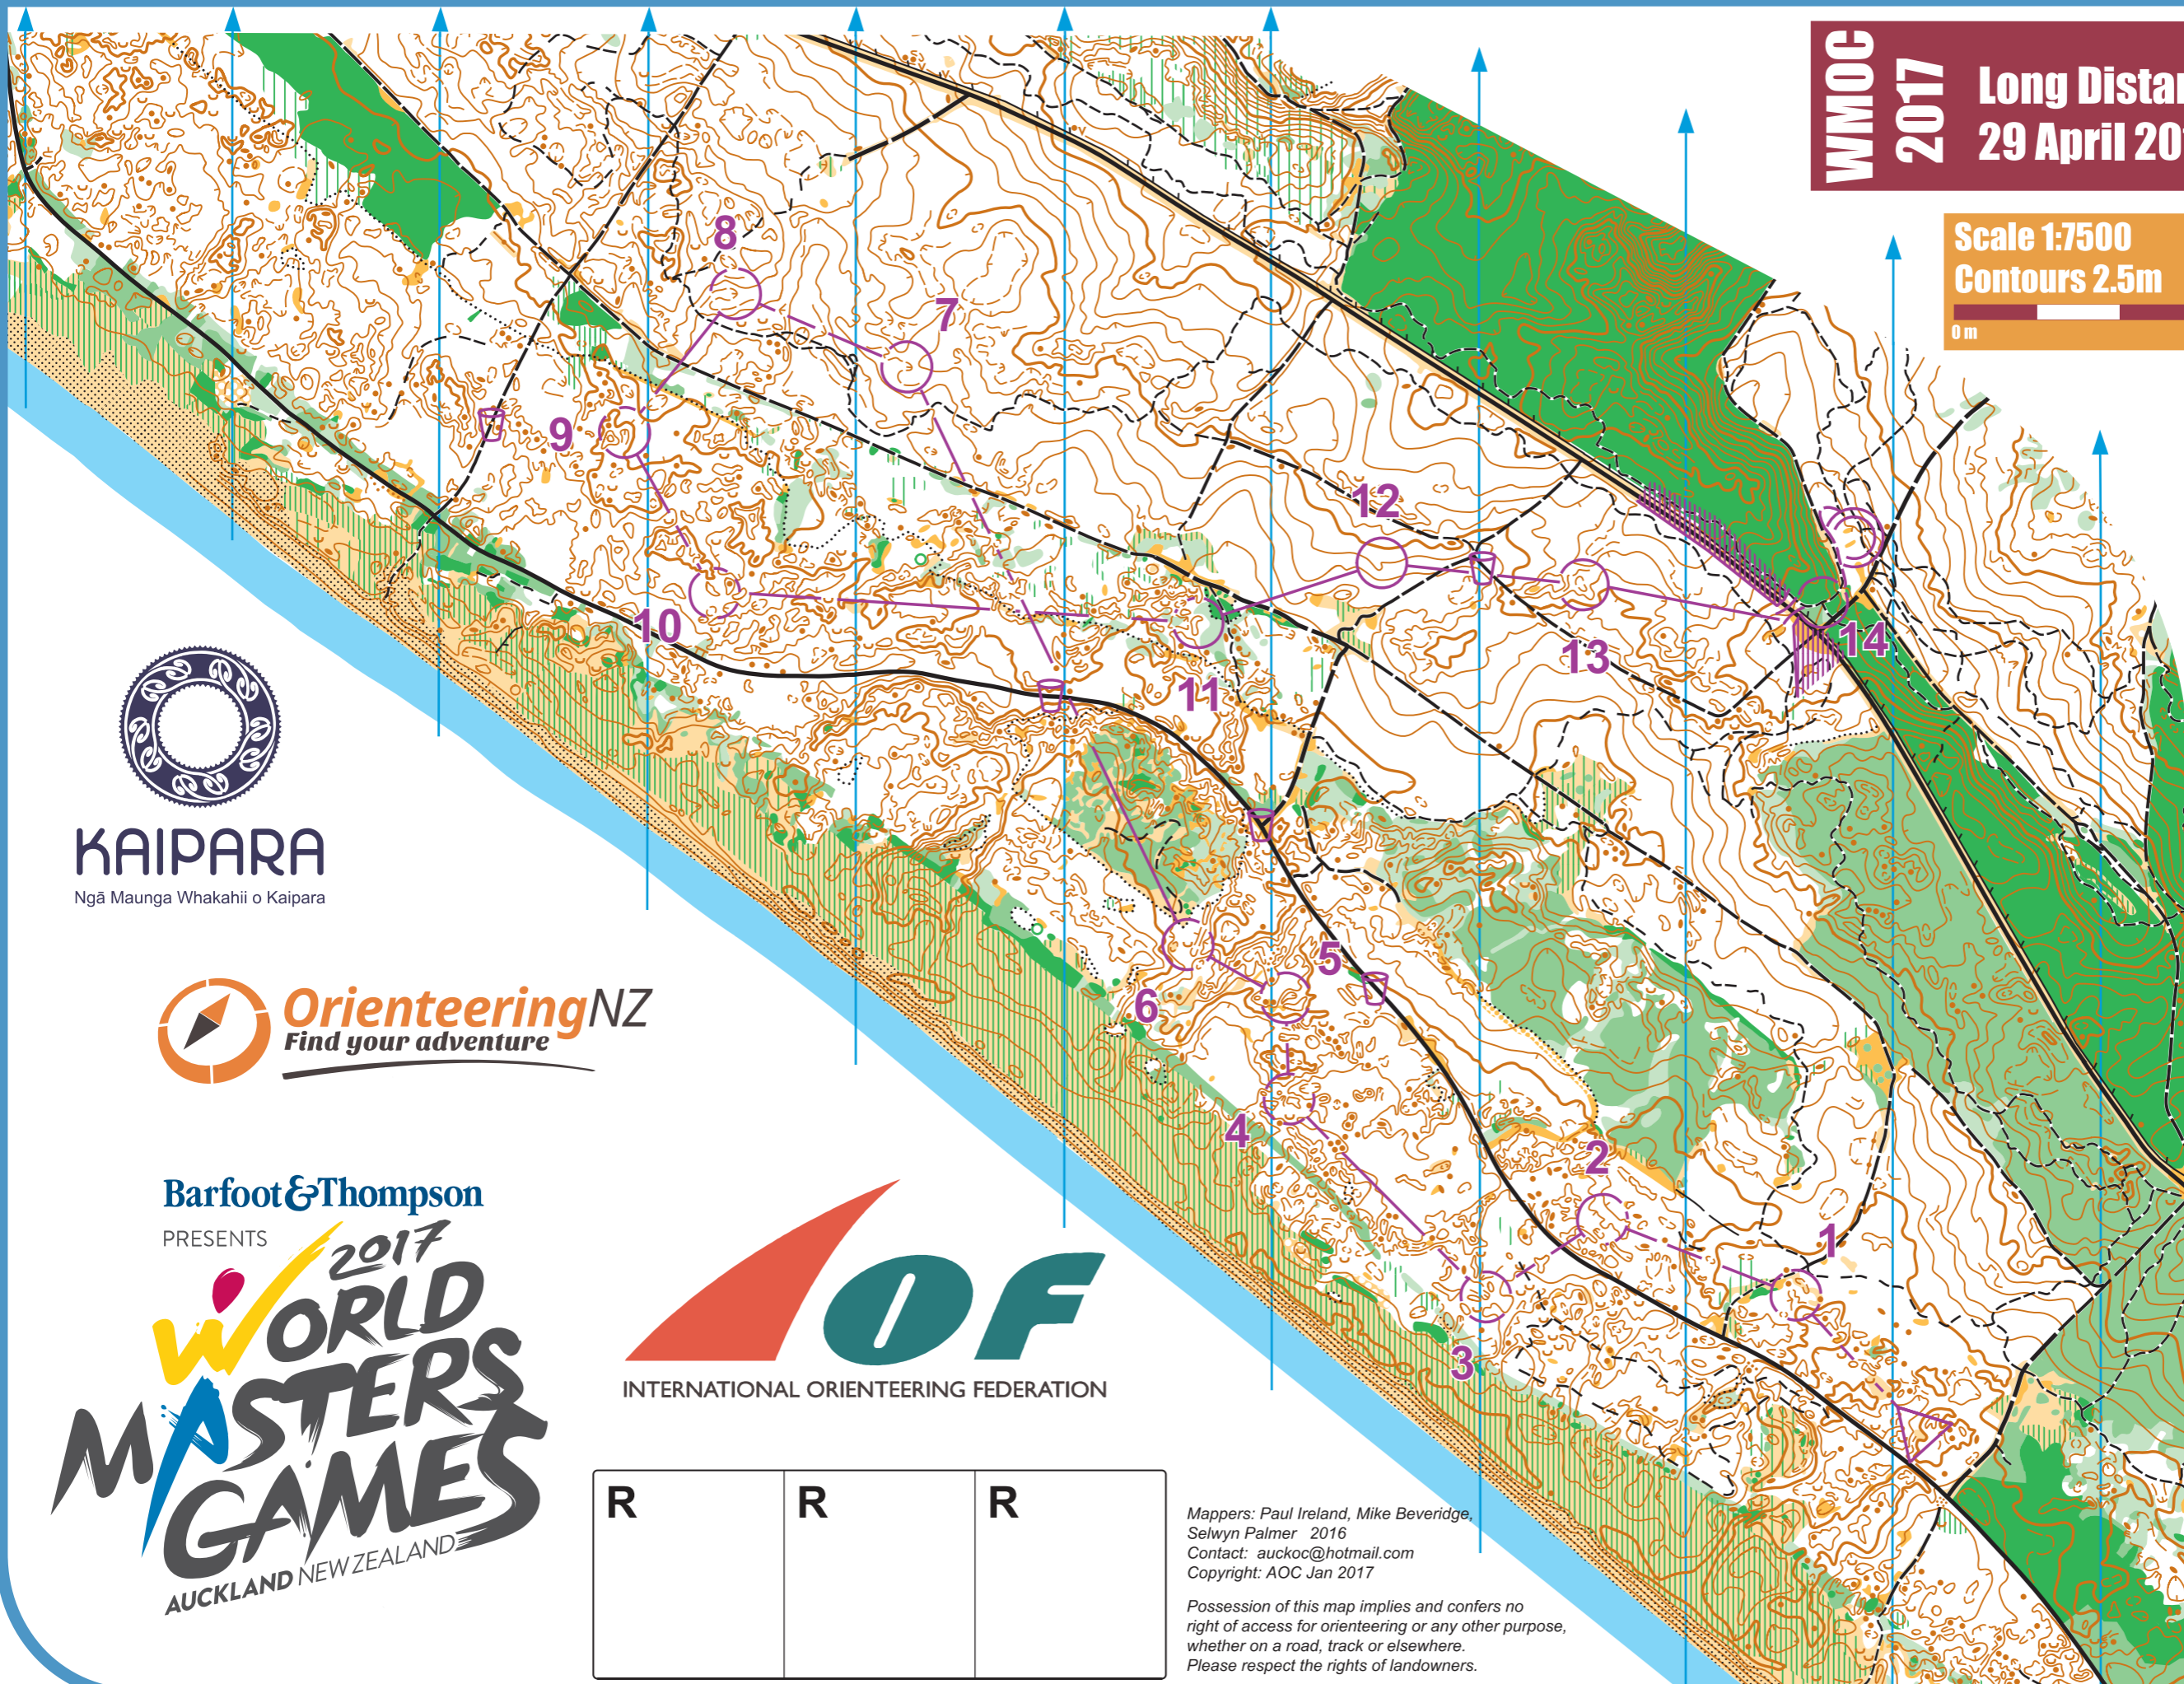 WMOC
2017
Long Distan
29 April 20
Scale 1:7500
Contours 2.5m
0 m
8
7
9
12
10
13
14
11
5
6
4
2
1
3
KAIPARA
Ngā Maunga Whakahii o Kaipara
OrienteeringNZ
Find your adventure
Barfoot&Thompson
PRESENTS
2017
WORLD
MASTERS
GAMES
AUCKLAND NEW ZEALAND
IOF
INTERNATIONAL ORIENTEERING FEDERATION
R R R
Mappers: Paul Ireland, Mike Beveridge,
Selwyn Palmer 2016
Contact: auckoc@hotmail.com
Copyright: AOC Jan 2017
Possession of this map implies and confers no
right of access for orienteering or any other purpose,
whether on a road, track or elsewhere.
Please respect the rights of landowners.